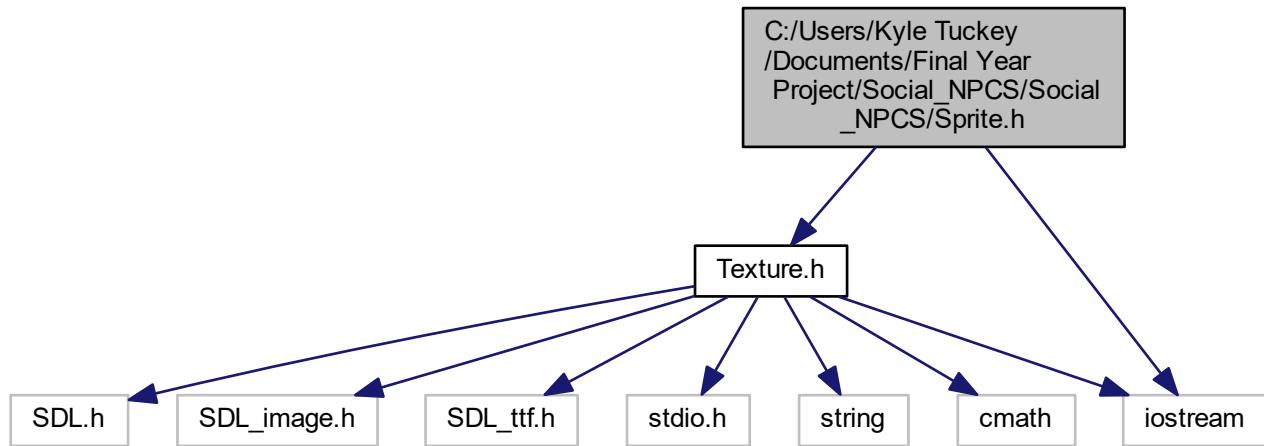 C:/Users/Kyle Tuckey
/Documents/Final Year
Project/Social_NPCS/Social
_NPCS/Sprite.h
Texture.h
SDL.h
SDL_image.h
SDL_ttf.h
stdio.h
string
cmath
iostream